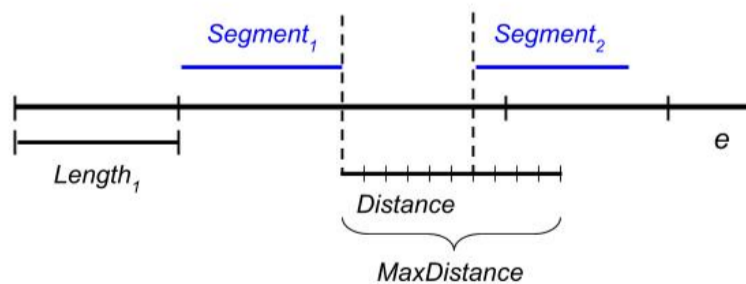 Segment₁ Segment₂
e
Length₁
Distance
MaxDistance